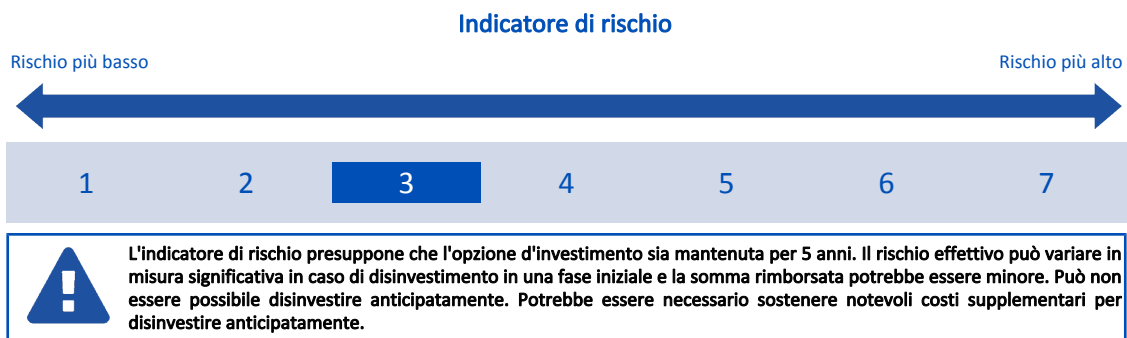 Indicatore di rischio
Rischio più basso Rischio più alto
1 2 3 4 5 6 7
L'indicatore di rischio presuppone che l'opzione d'investimento sia mantenuta per 5 anni. Il rischio effettivo può variare in
misura significativa in caso di disinvestimento in una fase iniziale e la somma rimborsata potrebbe essere minore. Può non
essere possibile disinvestire anticipatamente. Potrebbe essere necessario sostenere notevoli costi supplementari per
disinvestire anticipatamente.